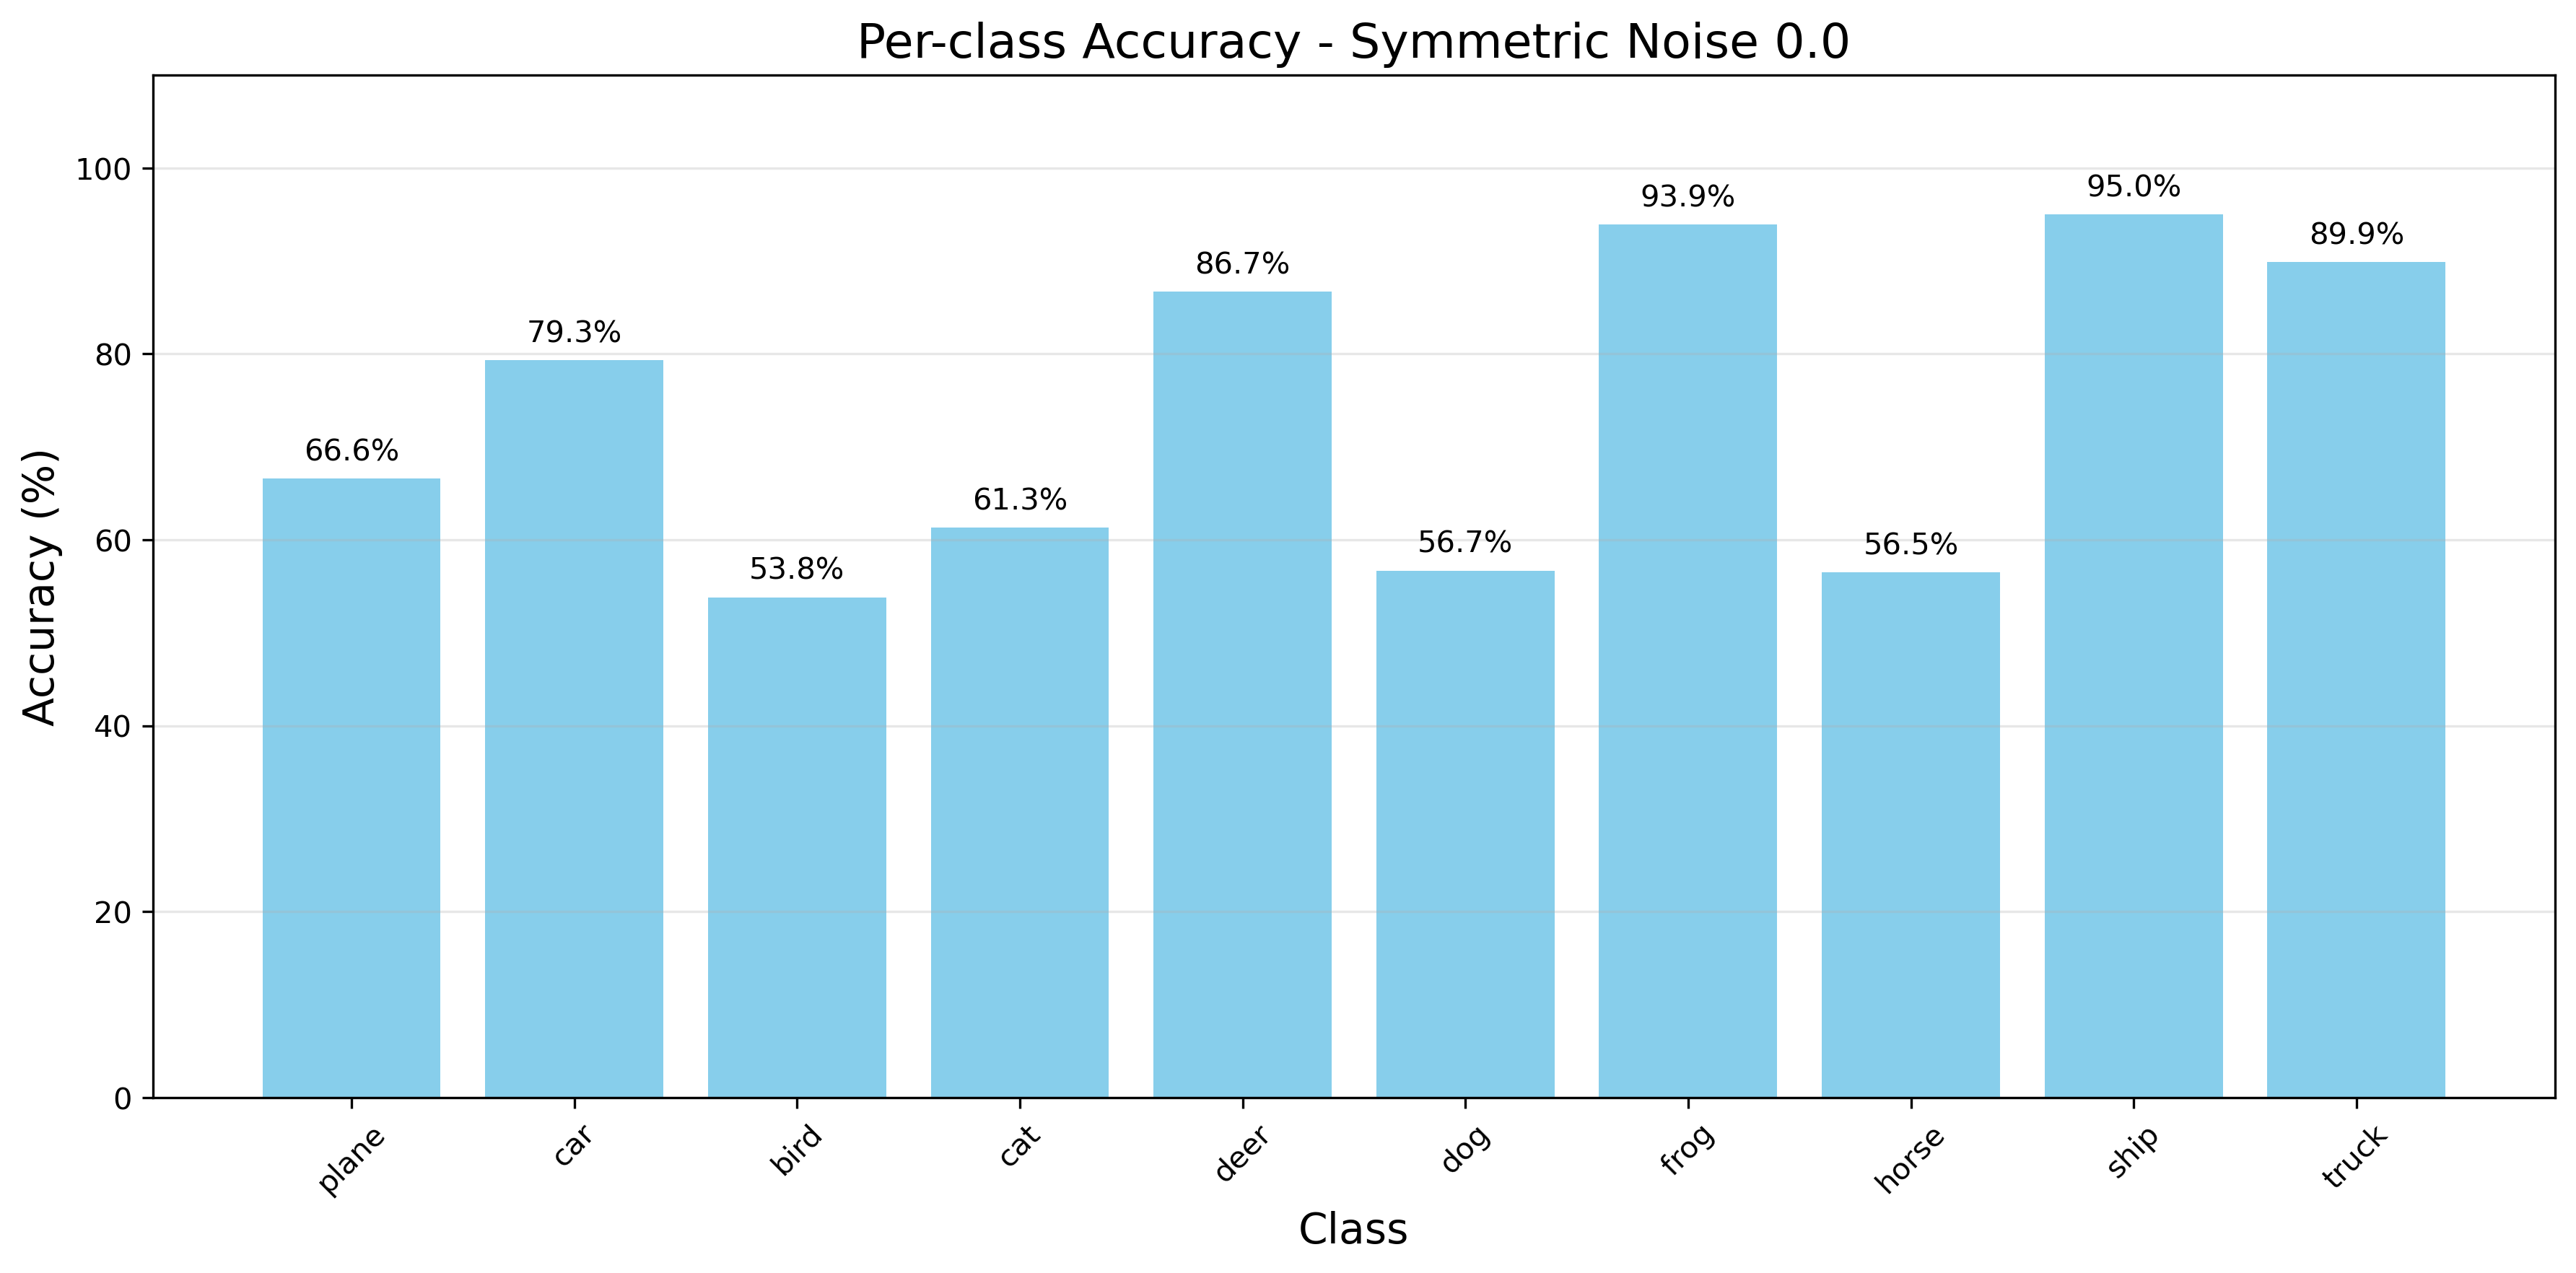 Per-class Accuracy - Symmetric Noise 0.0
Accuracy (%)
100
80
60
40
20
0
66.6%
79.3%
53.8%
61.3%
86.7%
56.7%
93.9%
56.5%
95.0%
89.9%
plane
car
bird
cat
deer
dog
frog
horse
ship
truck
Class